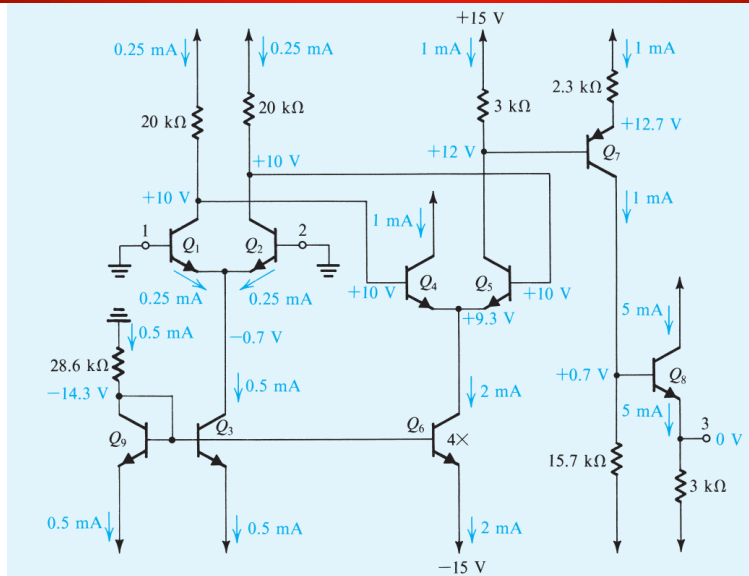 +15 V
0.25 mA
0.25 mA
1 mA
1 mA
2.3 kΩ
20 kΩ
20 kΩ
3 kΩ
+12.7 V
+12 V
Q7
+10 V
+10 V
1 mA
1
2
1 mA
Q1
Q2
Q4
Q5
0.25 mA
0.25 mA
+10 V
+10 V
+9.3 V
5 mA
0.5 mA
−0.7 V
28.6 kΩ
−14.3 V
+0.7 V
Q8
0.5 mA
2 mA
5 mA
3
0 V
Q9
Q3
Q6
4×
15.7 kΩ
3 kΩ
0.5 mA
0.5 mA
2 mA
−15 V